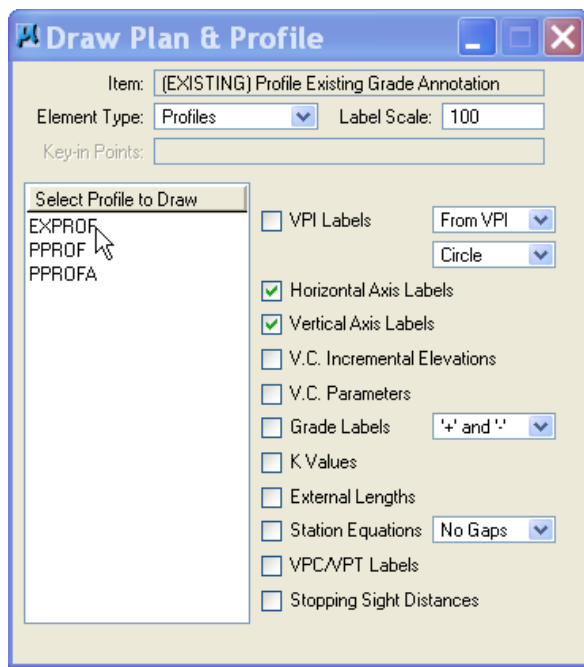 Draw Plan & Profile
Item: (EXISTING) Profile Existing Grade Annotation
Element Type: Profiles Label Scale: 100
Key-in Points:
Select Profile to Draw
EXPROF
PPROF
PPROFA
VPI Labels From VPI
Circle
Horizontal Axis Labels
Vertical Axis Labels
V.C. Incremental Elevations
V.C. Parameters
Grade Labels '+' and '-'
K Values
External Lengths
Station Equations No Gaps
VPC/VPT Labels
Stopping Sight Distances